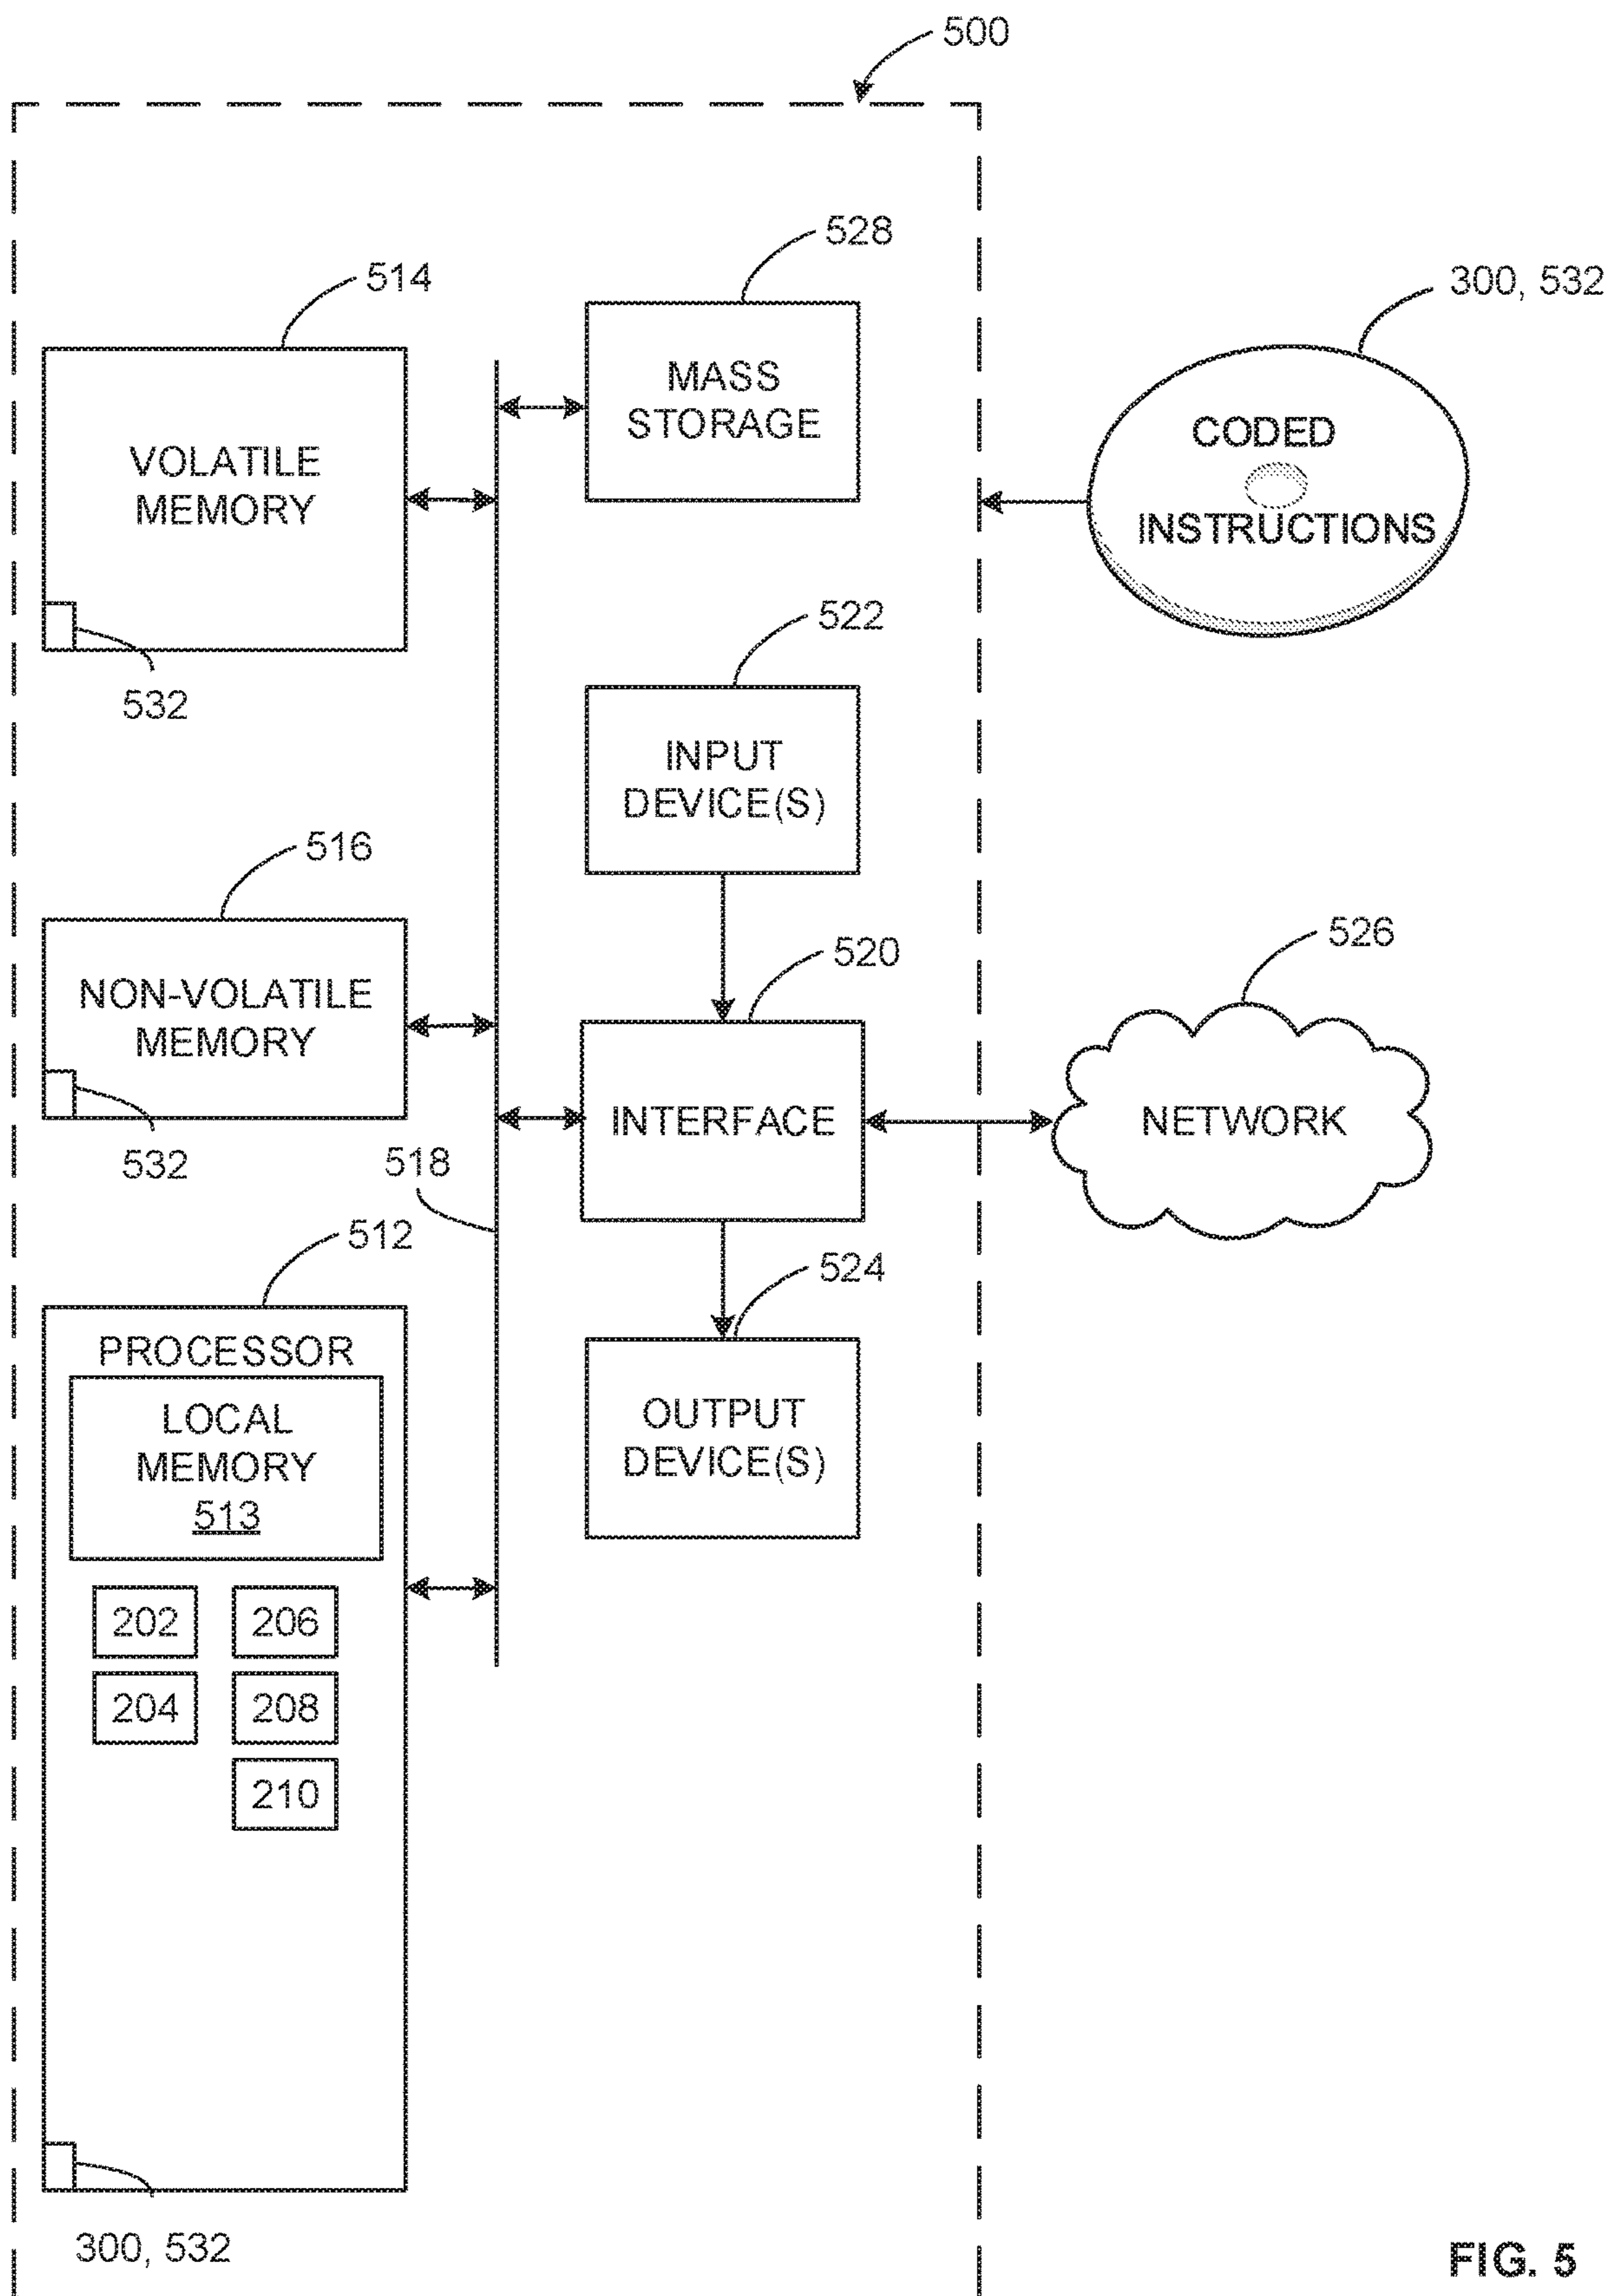 500
528
514
300, 532
MASS
STORAGE
VOLATILE
MEMORY
CODED
INSTRUCTIONS
522
532
INPUT
DEVICE(S)
516
520
526
NON-VOLATILE
MEMORY
INTERFACE
NETWORK
532
518
512
524
PROCESSOR
LOCAL
MEMORY
513
OUTPUT
DEVICE(S)
202
206
204
208
210
300, 532
FIG. 5